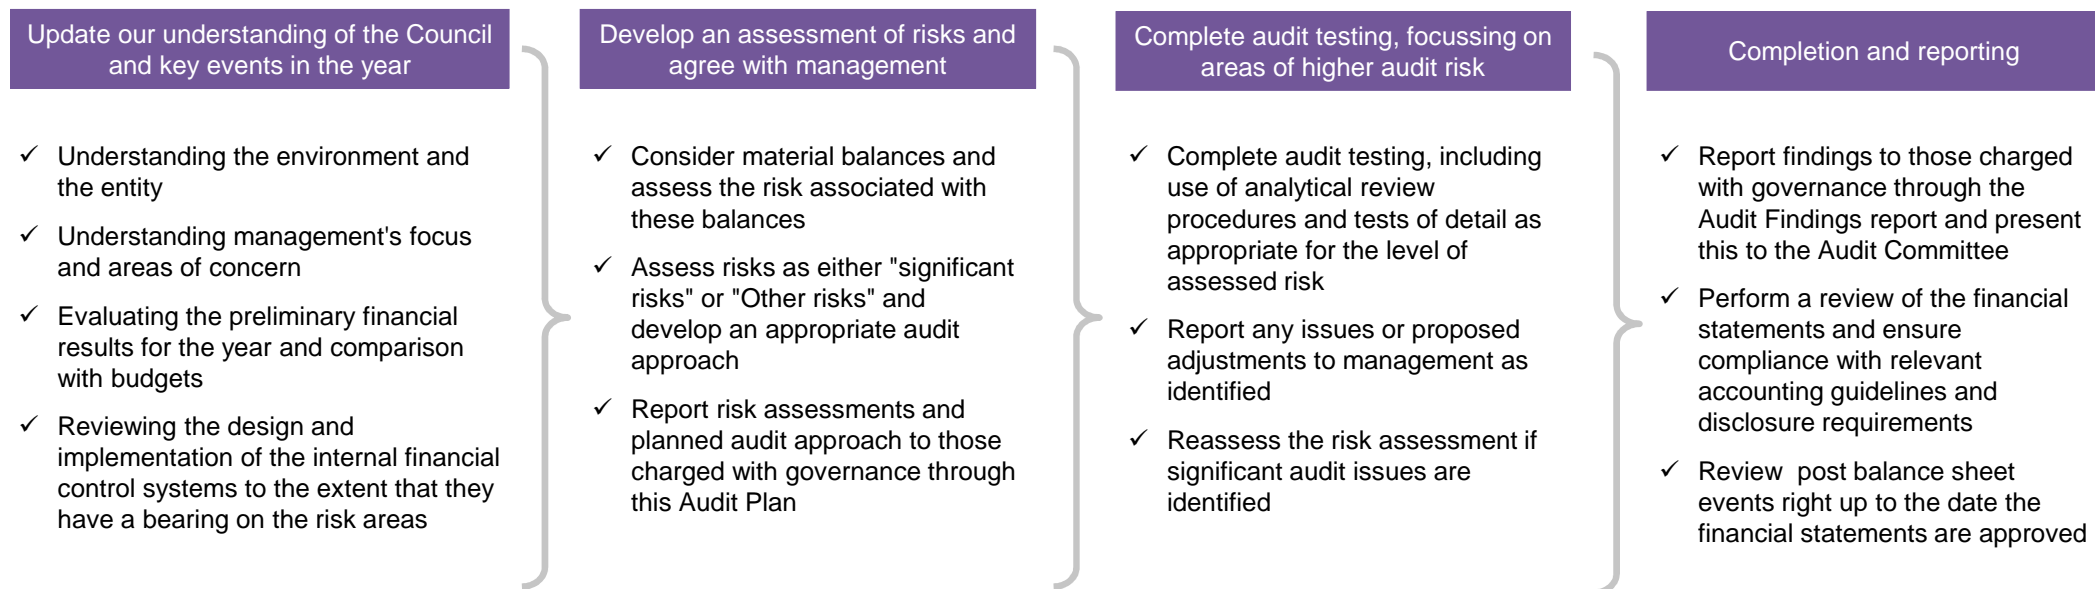 Update our understanding of the Council
and key events in the year
✓ Understanding the environment and
the entity
✓ Understanding management's focus
and areas of concern
✓ Evaluating the preliminary financial
results for the year and comparison
with budgets
✓ Reviewing the design and
implementation of the internal financial
control systems to the extent that they
have a bearing on the risk areas
Develop an assessment of risks and
agree with management
✓ Consider material balances and
assess the risk associated with
these balances
✓ Assess risks as either "significant
risks" or "Other risks" and
develop an appropriate audit
approach
✓ Report risk assessments and
planned audit approach to those
charged with governance through
this Audit Plan
Complete audit testing, focussing on
areas of higher audit risk
✓ Complete audit testing, including
use of analytical review
procedures and tests of detail as
appropriate for the level of
assessed risk
✓ Report any issues or proposed
adjustments to management as
identified
✓ Reassess the risk assessment if
significant audit issues are
identified
Completion and reporting
✓ Report findings to those charged
with governance through the
Audit Findings report and present
this to the Audit Committee
✓ Perform a review of the financial
statements and ensure
compliance with relevant
accounting guidelines and
disclosure requirements
✓ Review  post balance sheet
events right up to the date the
financial statements are approved